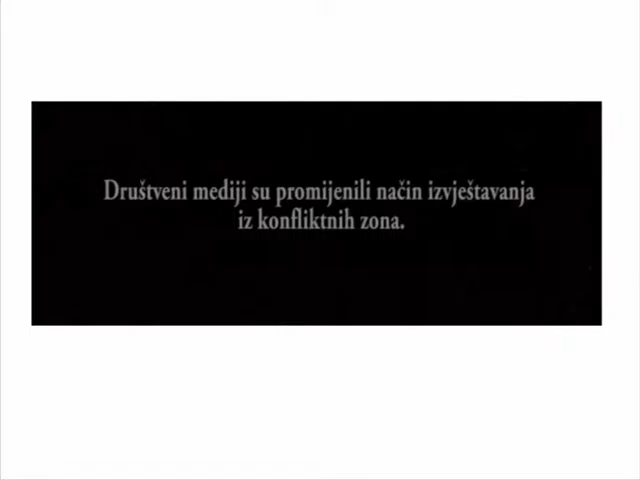 Društveni mediji su promijenili način izvještavanja
iz konfliktnih zona.